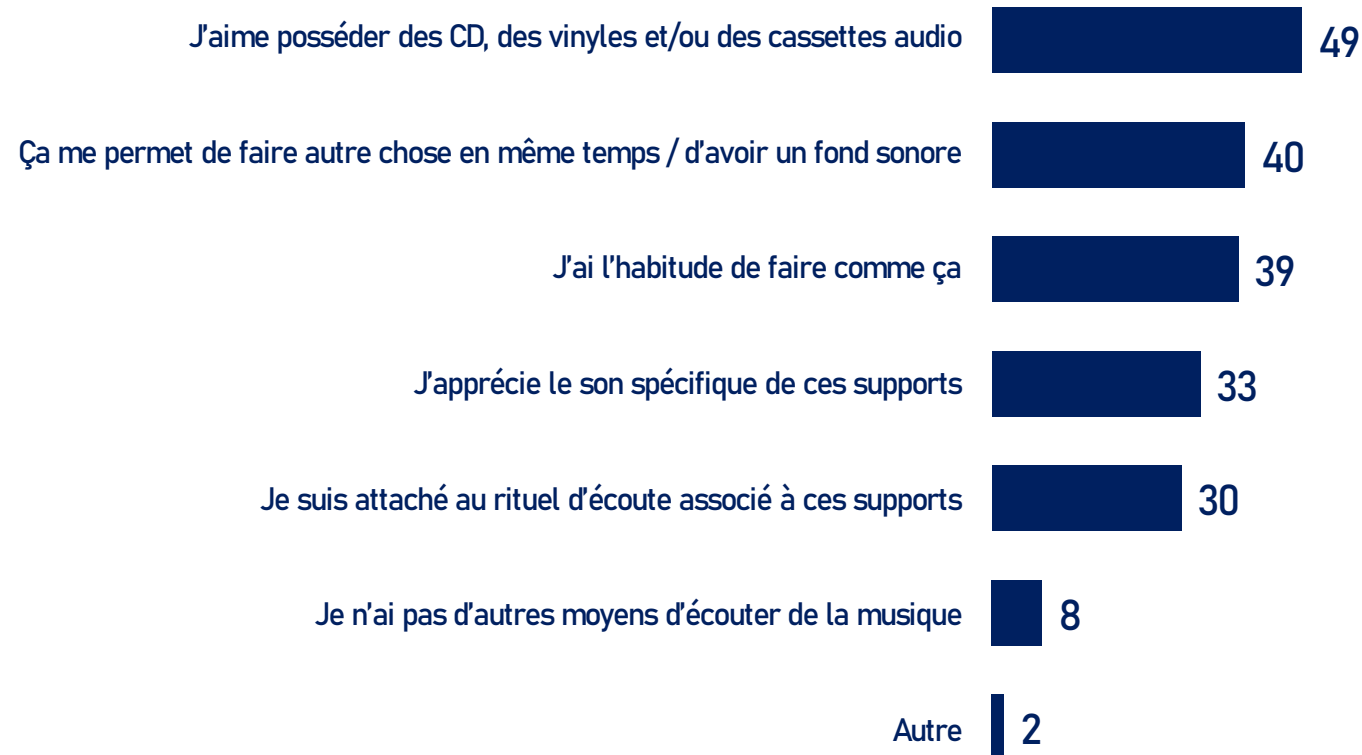 J'aime posséder des CD, des vinyles et/ou des cassettes audio 49
Ça me permet de faire autre chose en même temps / d'avoir un fond sonore 40
J'ai l'habitude de faire comme ça 39
J'apprécie le son spécifique de ces supports 33
Je suis attaché au rituel d'écoute associé à ces supports 30
Je n'ai pas d'autres moyens d'écouter de la musique 8
Autre 2